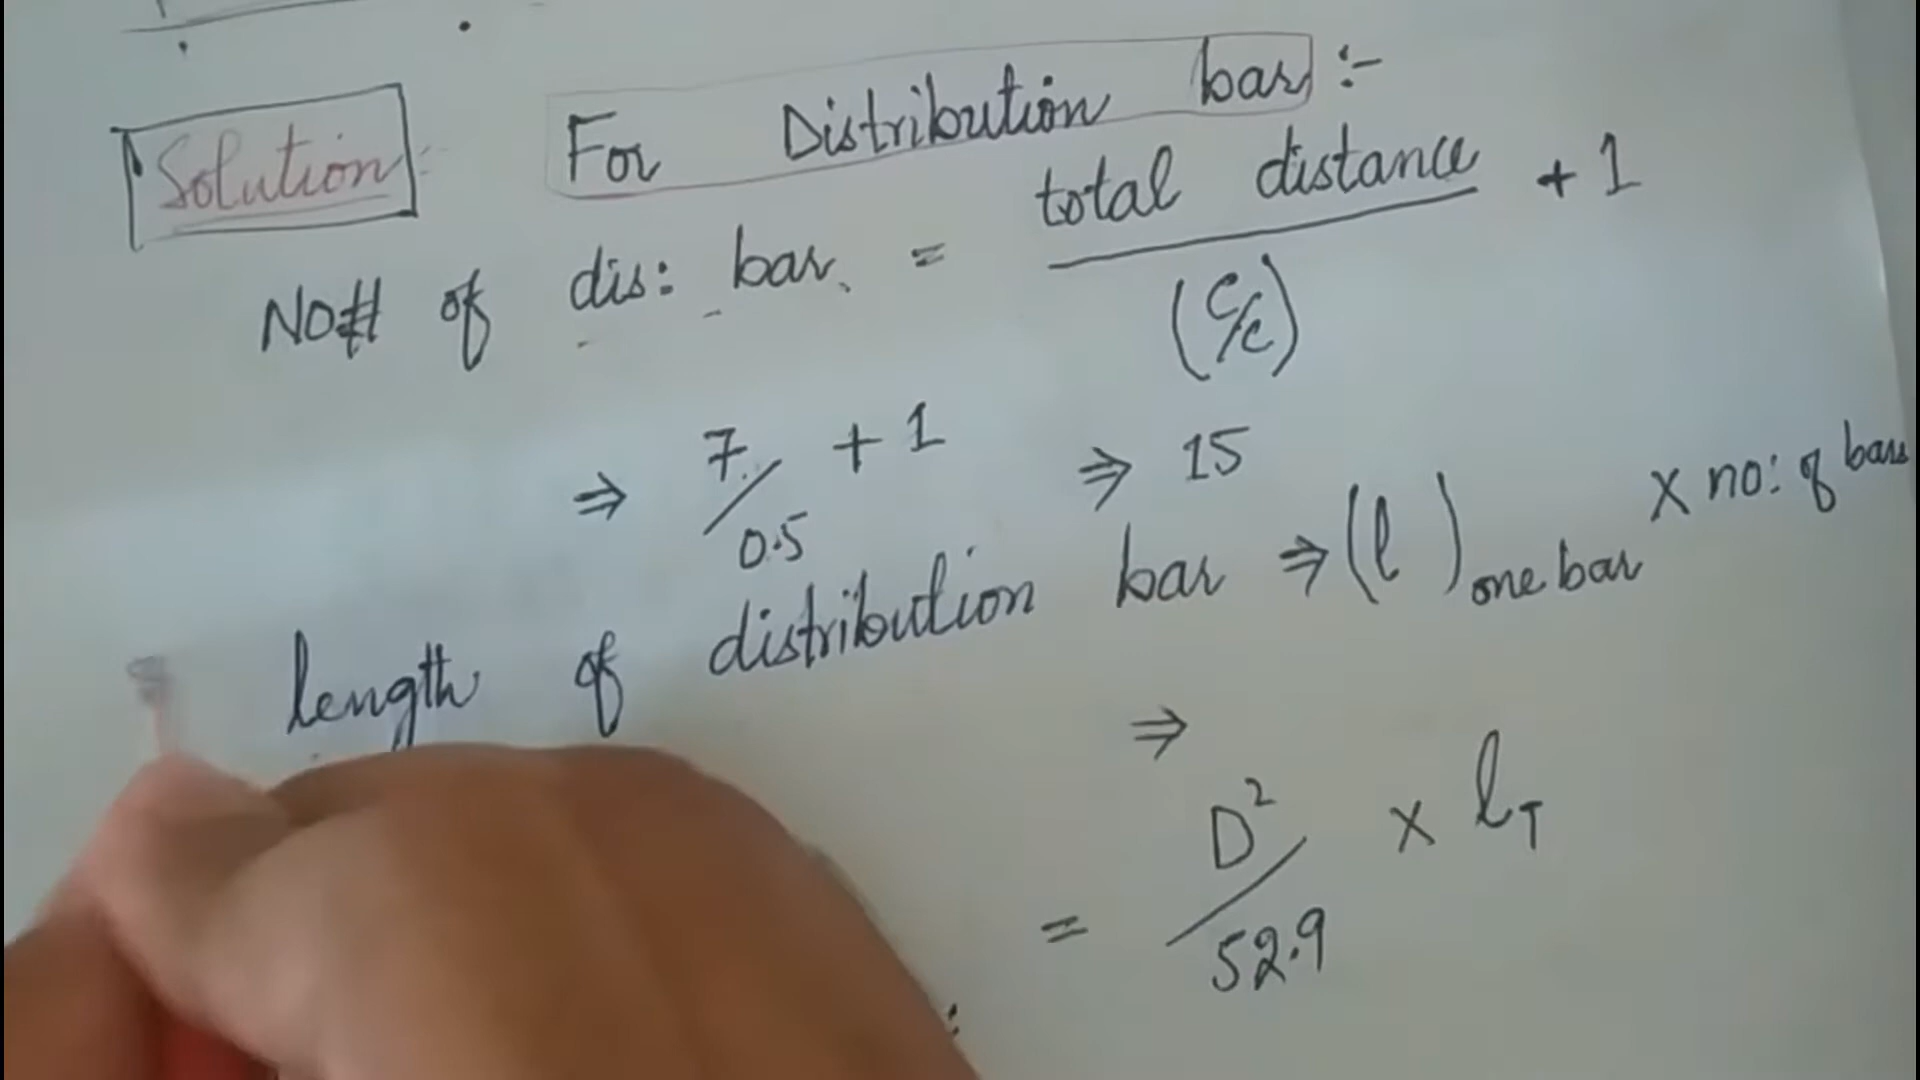 Solution: For Distribution bar :-
No# of dis: bar = total distance / (c/c) + 1
⇒ 7/0.5 + 1 ⇒ 15
length of distribution bar ⇒ (l) one bar x no: of bars
⇒
= D²/52.9 x lT